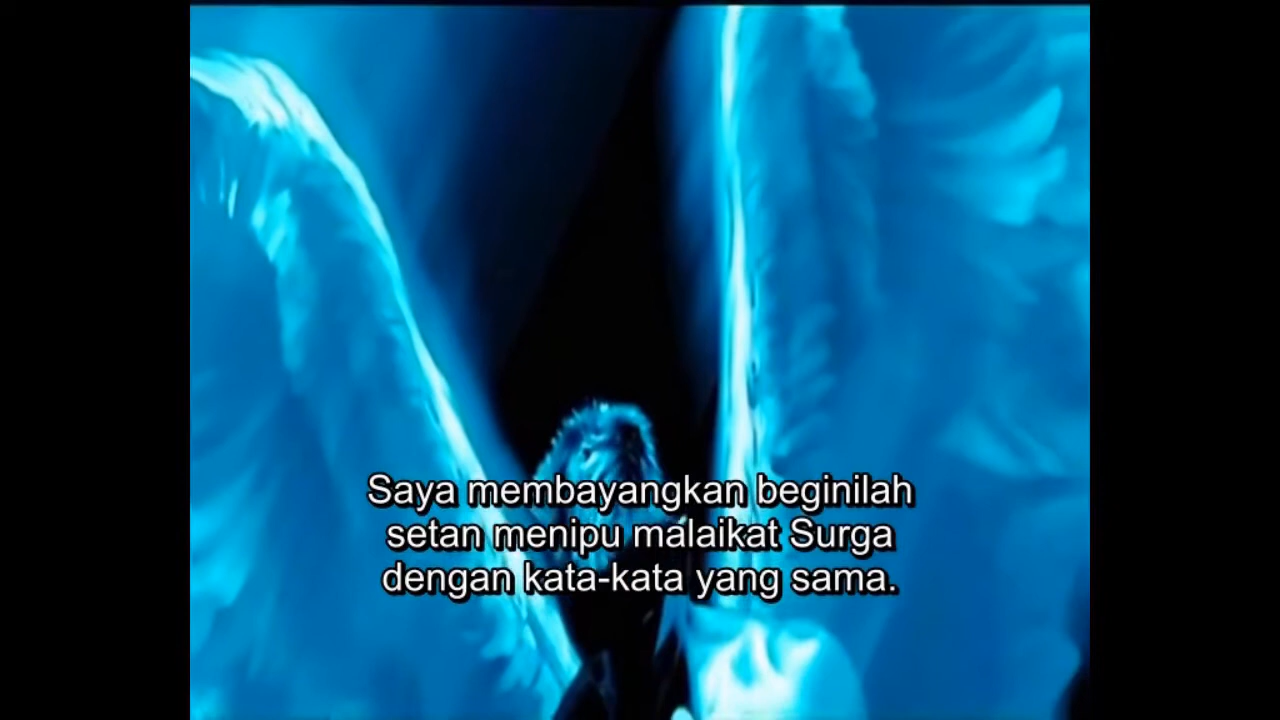 Saya membayangkan beginilah
setan menipu malaikat Surga
dengan kata-kata yang sama.